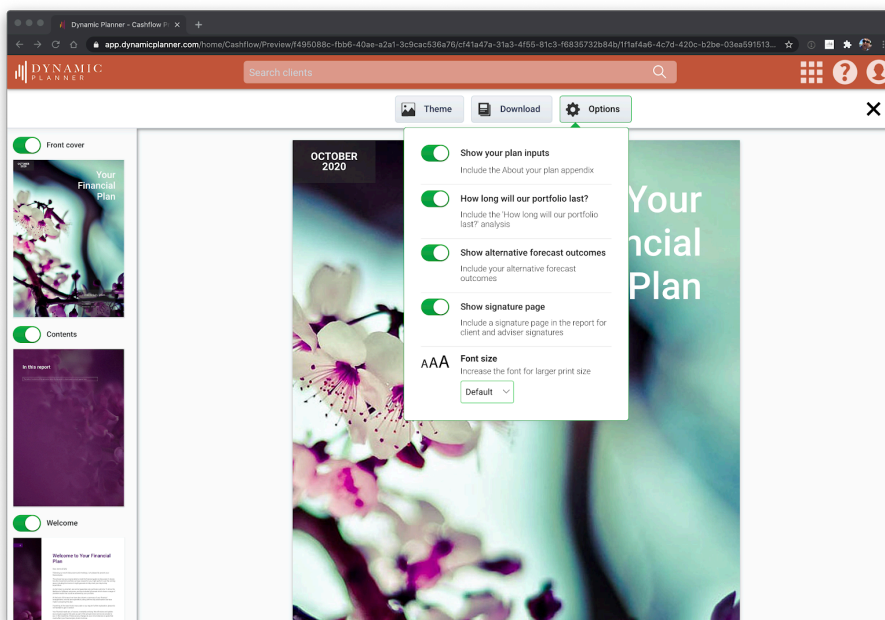 Dynamic Planner - Cashflow P
app.dynamicplanner.com/home/Cashflow/Preview/f495088c-fbb6-40ae-a2a1-3c9cac536a76/cf41a47a-31a3-4f55-81c3-f6835732b84b/1f1af4a6-4c7d-420c-b2be-03ea591513...
DYNAMIC
PLANNER
Search clients
?
Theme
Download
Options
Front cover
OCTOBER
2020
Your
Financial
Plan
Contents
In this report
Welcome
Welcome to Your Financial
Plan
OCTOBER
2020
Your
ncial
Plan
Show your plan inputs
Include the About your plan appendix
How long will our portfolio last?
Include the 'How long will our portfolio
last?' analysis
Show alternative forecast outcomes
Include your alternative forecast
outcomes
Show signature page
Include a signature page in the report for
client and adviser signatures
AAA
Font size
Increase the font for larger print size
Default